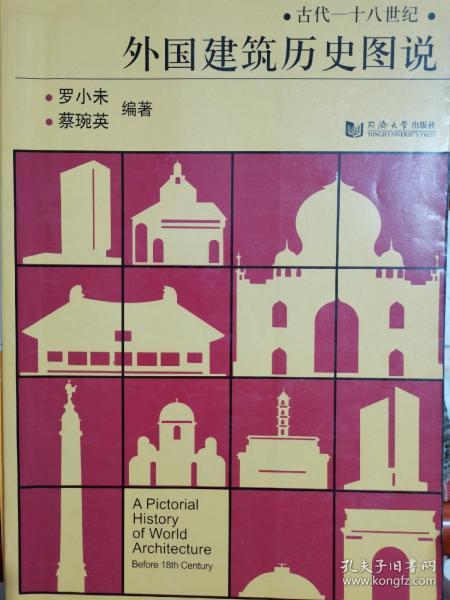 • 古代—十八世纪 •
外国建筑历史图说
• 罗小未
• 蔡琬英
编著
同济大学出版社
TONGJI UNIVERSITY PRESS
A Pictorial
History
of World
Architecture
Before 18th Century
孔夫子旧书网
www.kongfz.com